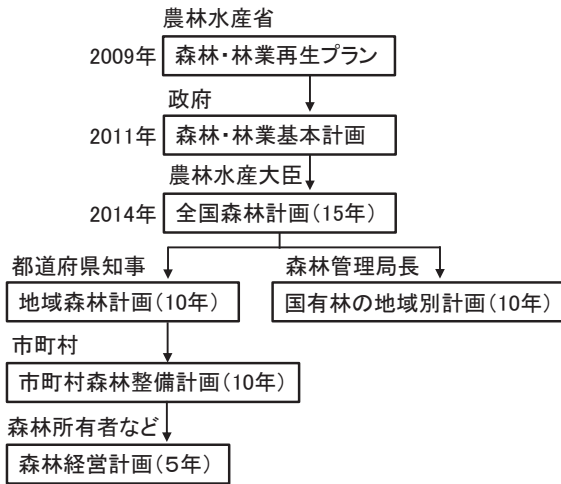 農林水産省
2009年 森林・林業再生プラン
政府
2011年 森林・林業基本計画
農林水産大臣
2014年 全国森林計画(15年)
都道府県知事
地域森林計画(10年)
森林管理局長
国有林の地域別計画(10年)
市町村
市町村森林整備計画(10年)
森林所有者など
森林経営計画(5年)